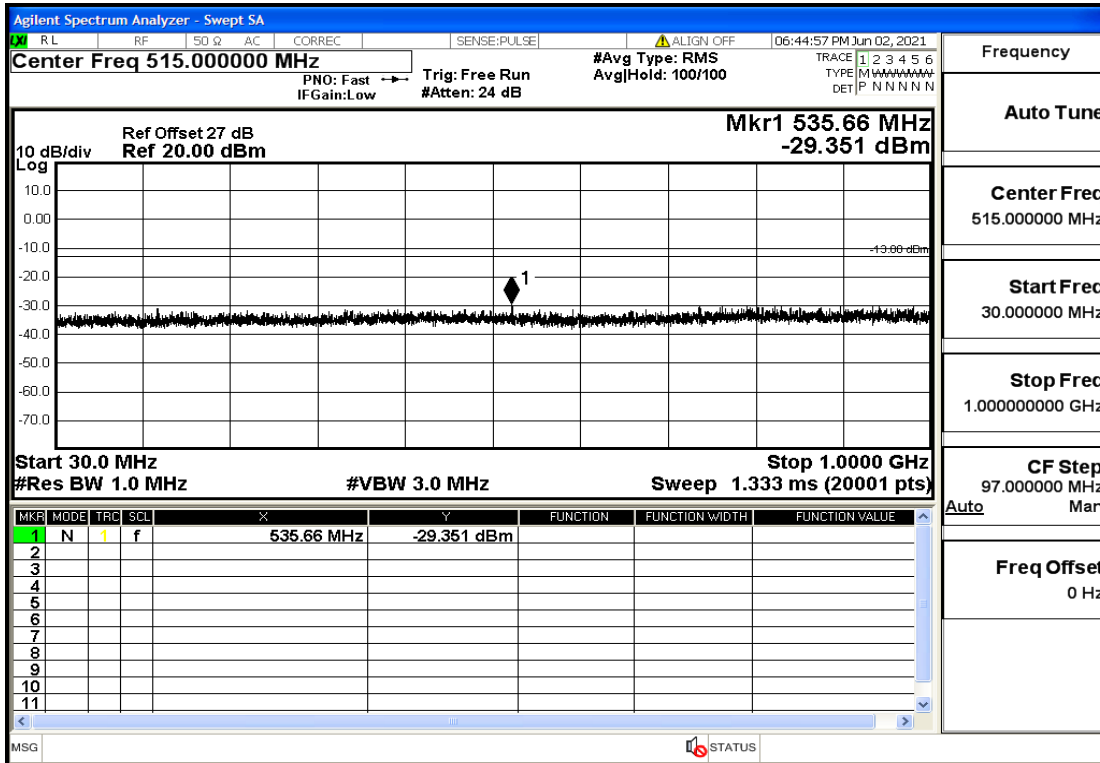 Agilent Spectrum Analyzer - Swept SA
LXI RL RF 50 Ω AC CORREC SENSE:PULSE ALIGN OFF 06:44:57 PM Jun 02, 2021
Center Freq 515.000000 MHz #Avg Type: RMS TRACE 1 2 3 4 5 6
PNO: Fast Trig: Free Run Avg|Hold: 100/100 TYPE M WWWWW
IFGain:Low #Atten: 24 dB DET P N N N N N
Mkr1 535.66 MHz
Ref Offset 27 dB
10 dB/div Ref 20.00 dBm -29.351 dBm
Log
10.0
0.00
-10.0
-13.00 dBm
-20.0
1
-30.0
-40.0
-50.0
-60.0
-70.0
Start 30.0 MHz Stop 1.0000 GHz
#Res BW 1.0 MHz #VBW 3.0 MHz Sweep 1.333 ms (20001 pts)
MKR MODE TRC SCL X Y FUNCTION FUNCTION WIDTH FUNCTION VALUE
1 N 1 f 535.66 MHz -29.351 dBm
2
3
4
5
6
7
8
9
10
11
MSG STATUS
Frequency
Auto Tune
Center Freq
515.000000 MHz
Start Freq
30.000000 MHz
Stop Freq
1.000000000 GHz
CF Step
97.000000 MHz
Auto Man
Freq Offset
0 Hz